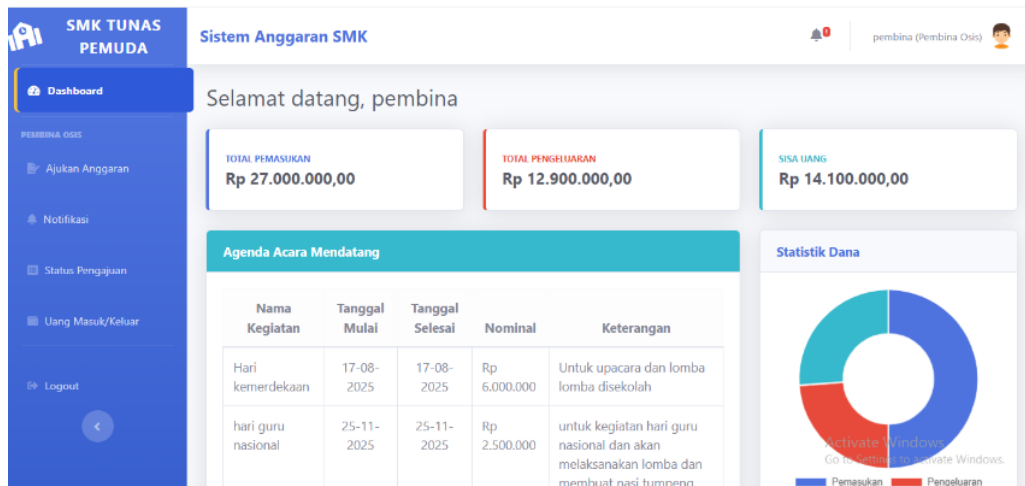 SMK TUNAS
PEMUDA
Sistem Anggaran SMK
pembina (Pembina Osis)
Dashboard
PEMBINA OSIS
Ajukan Anggaran
Notifikasi
Status Pengajuan
Uang Masuk/Keluar
Logout
Selamat datang, pembina
TOTAL PEMASUKAN
Rp 27.000.000,00
TOTAL PENGELUARAN
Rp 12.900.000,00
SISA UANG
Rp 14.100.000,00
Agenda Acara Mendatang
Nama
Kegiatan
Tanggal
Mulai
Tanggal
Selesai
Nominal
Keterangan
Hari
kemerdekaan
17-08-
2025
17-08-
2025
Rp
6.000.000
Untuk upacara dan lomba
lomba disekolah
hari guru
nasional
25-11-
2025
25-11-
2025
Rp
2.500.000
untuk kegiatan hari guru
nasional dan akan
melaksanakan lomba dan
membuat nasi tumpeng
Statistik Dana
Activate Windows
Go to Settings to activate Windows.
Pemasukan
Pengeluaran